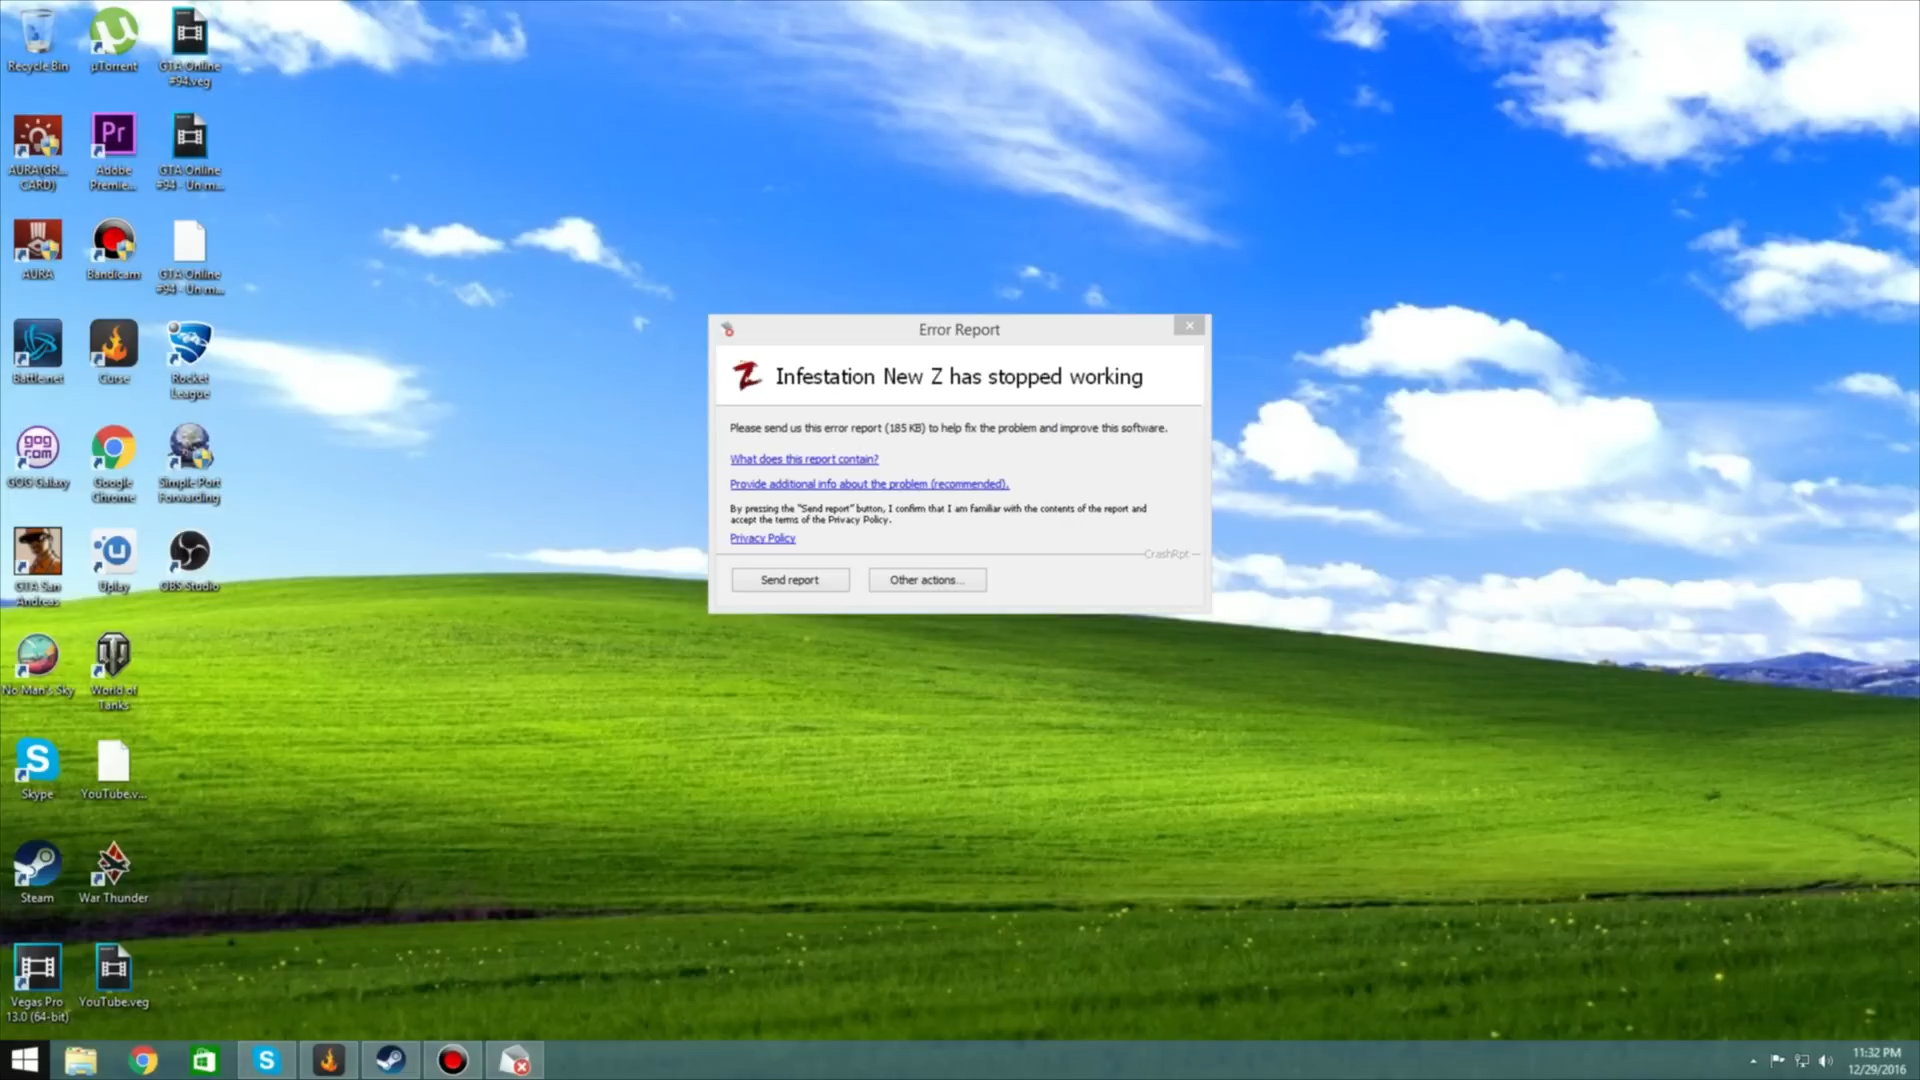 Recycle Bin
µTorrent
GTA Online
#94.veg
AURA(GR...
CARD)
Pr
Adobe
Premie...
GTA Online
#94 - Un m...
AURA
Bandicam
GTA Online
#94 - Un m...
Battle.net
Curse
Rocket
League
gog
com
GOG Galaxy
Google
Chrome
Simple Port
Forwarding
GTA San
Andreas
Uplay
OBS Studio
No Man's Sky
World of
Tanks
Skype
YouTube.v...
Steam
War Thunder
Vegas Pro
13.0 (64-bit)
YouTube.veg
Error Report
Infestation New Z has stopped working
Please send us this error report (185 KB) to help fix the problem and improve this software.
What does this report contain?
Provide additional info about the problem (recommended).
By pressing the "Send report" button, I confirm that I am familiar with the contents of the report and
accept the terms of the Privacy Policy.
Privacy Policy
CrashRpt
Send report
Other actions...
11:32 PM
12/29/2016